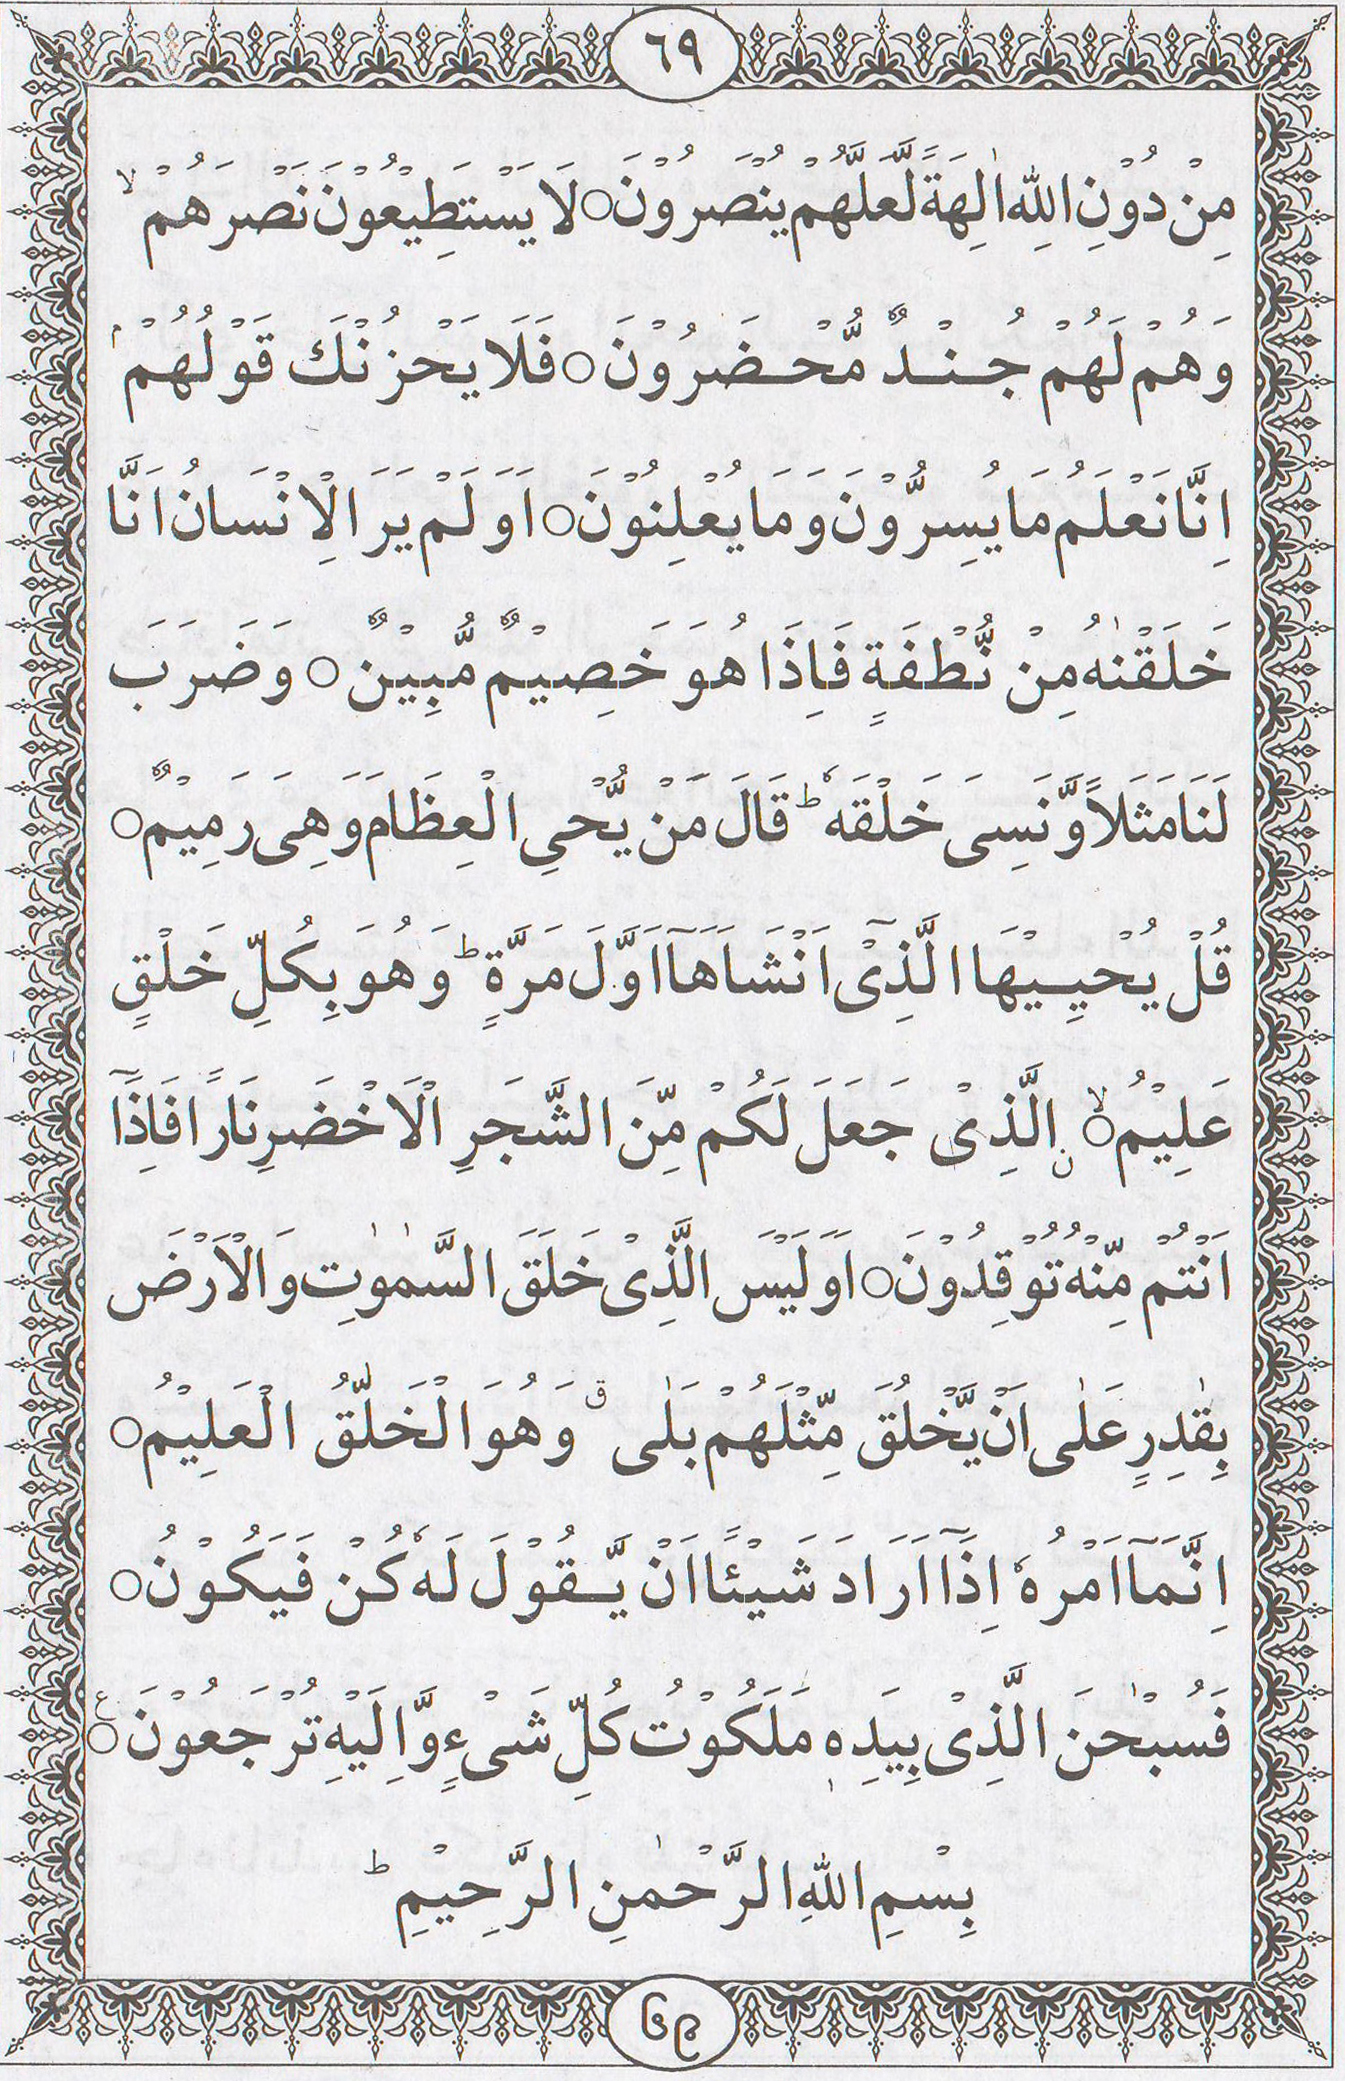 ٦٩
مِنْ دُوْنِ اللّٰهِ اٰلِهَةً لَّعَلَّهُمْ يُنْصَرُوْنَ○ لَا يَسْتَطِيْعُوْنَ نَصْرَهُمْ ۙ
وَهُمْ لَهُمْ جُنْدٌ مُّحْضَرُوْنَ○ فَلَا يَحْزُنْكَ قَوْلُهُمْ ۘ
اِنَّا نَعْلَمُ مَا يُسِرُّوْنَ وَمَا يُعْلِنُوْنَ○ اَوَلَمْ يَرَ الْاِنْسَانُ اَنَّا
خَلَقْنٰهُ مِنْ نُّطْفَةٍ فَاِذَا هُوَ خَصِيْمٌ مُّبِيْنٌ○ وَضَرَبَ
لَنَا مَثَلًا وَّنَسِىَ خَلْقَهٗ ؕ قَالَ مَنْ يُّحْىِ الْعِظَامَ وَهِىَ رَمِيْمٌ○
قُلْ يُحْيِيْهَا الَّذِىْۤ اَنْشَاَهَاۤ اَوَّلَ مَرَّةٍ ؕ وَهُوَ بِكُلِّ خَلْقٍ
عَلِيْمُ○ۙ نِ الَّذِىْ جَعَلَ لَكُمْ مِّنَ الشَّجَرِ الْاَخْضَرِ نَارًا فَاِذَاۤ
اَنْتُمْ مِّنْهُ تُوْقِدُوْنَ○ اَوَلَيْسَ الَّذِىْ خَلَقَ السَّمٰوٰتِ وَالْاَرْضَ
بِقٰدِرٍ عَلٰى اَنْ يَّخْلُقَ مِثْلَهُمْ بَلٰى ۗ وَهُوَ الْخَلّٰقُ الْعَلِيْمُ○
اِنَّمَاۤ اَمْرُهٗ اِذَاۤ اَرَادَ شَيْئًا اَنْ يَّقُوْلَ لَهٗ كُنْ فَيَكُوْنُ○
فَسُبْحٰنَ الَّذِىْ بِيَدِهٖ مَلَكُوْتُ كُلِّ شَىْءٍ وَّاِلَيْهِ تُرْجَعُوْنَ○ ع
بِسْمِ اللّٰهِ الرَّحْمٰنِ الرَّحِيْمِ ؕ